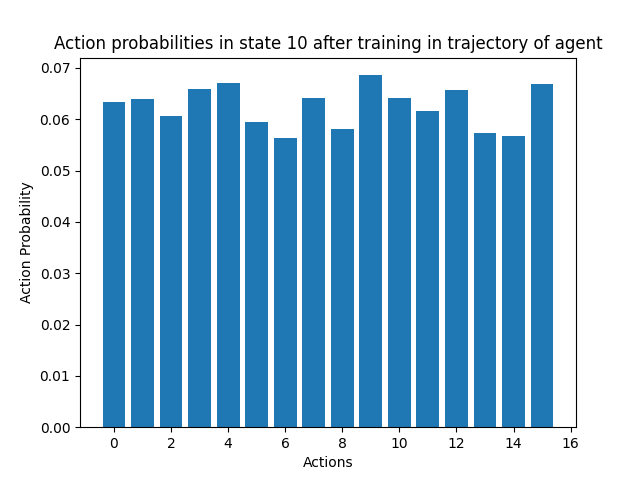 Action probabilities in state 10 after training in trajectory of agent
0.07
0.06
0.05
0.04
0.03
0.02
0.01
0.00
Action Probability
0 2 4 6 8 10 12 14 16
Actions